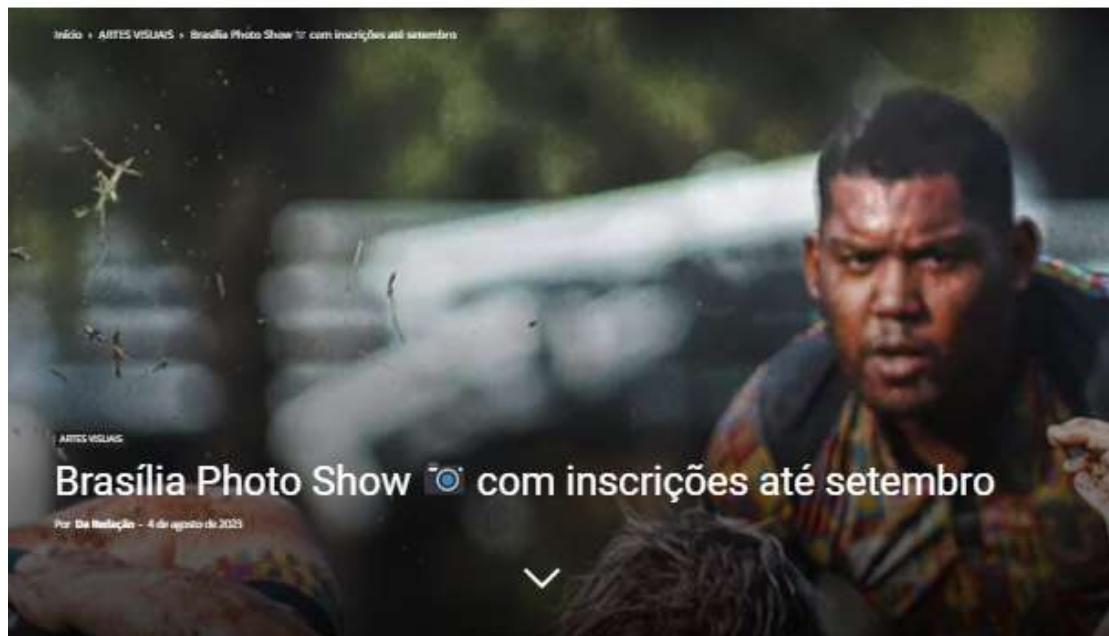 Início › ARTES VISUAIS › Brasília Photo Show 📷 com inscrições até setembro
ARTES VISUAIS
Brasília Photo Show 📷 com inscrições até setembro
Por Da Redação - 4 de agosto de 2023